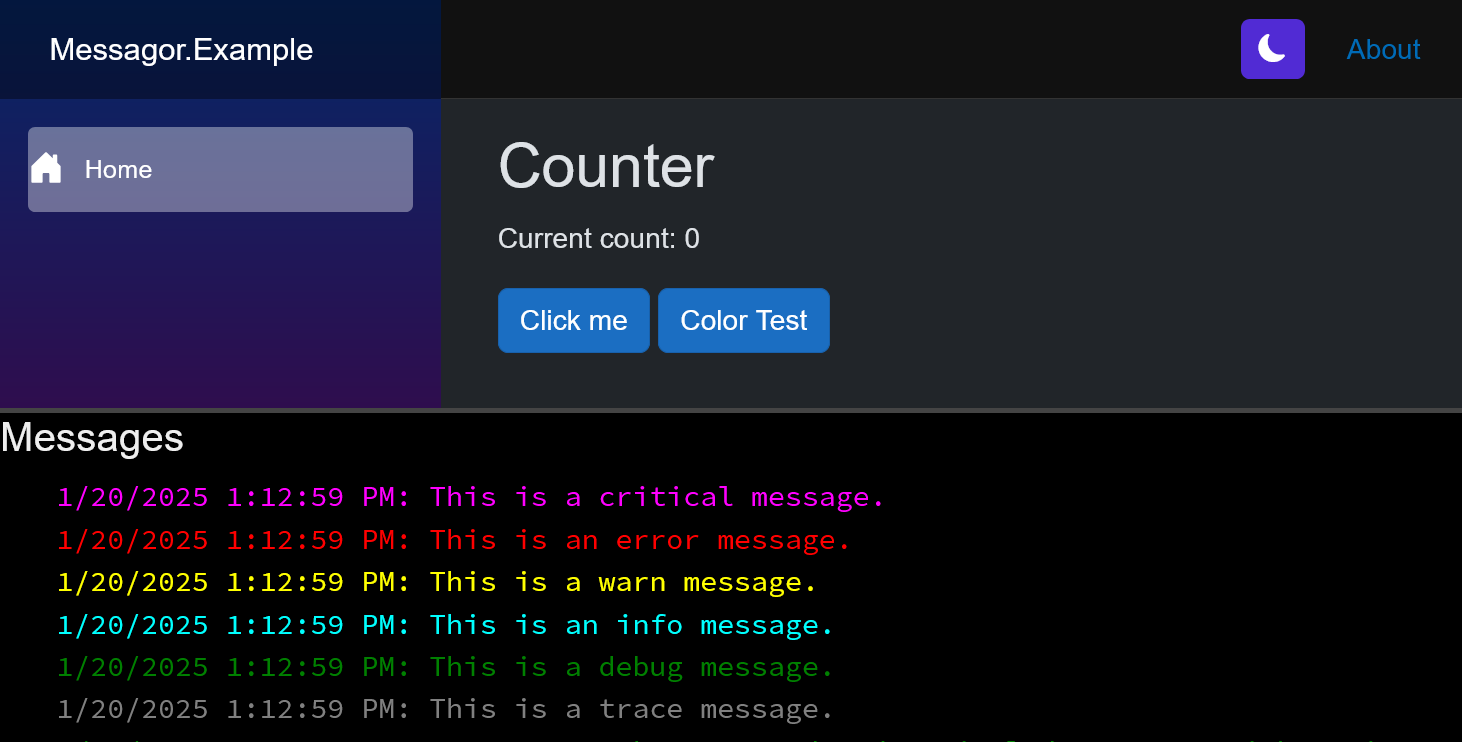 Messagor.Example
About
Home
Counter
Current count: 0
Click me
Color Test
Messages
1/20/2025 1:12:59 PM: This is a critical message.
1/20/2025 1:12:59 PM: This is an error message.
1/20/2025 1:12:59 PM: This is a warn message.
1/20/2025 1:12:59 PM: This is an info message.
1/20/2025 1:12:59 PM: This is a debug message.
1/20/2025 1:12:59 PM: This is a trace message.